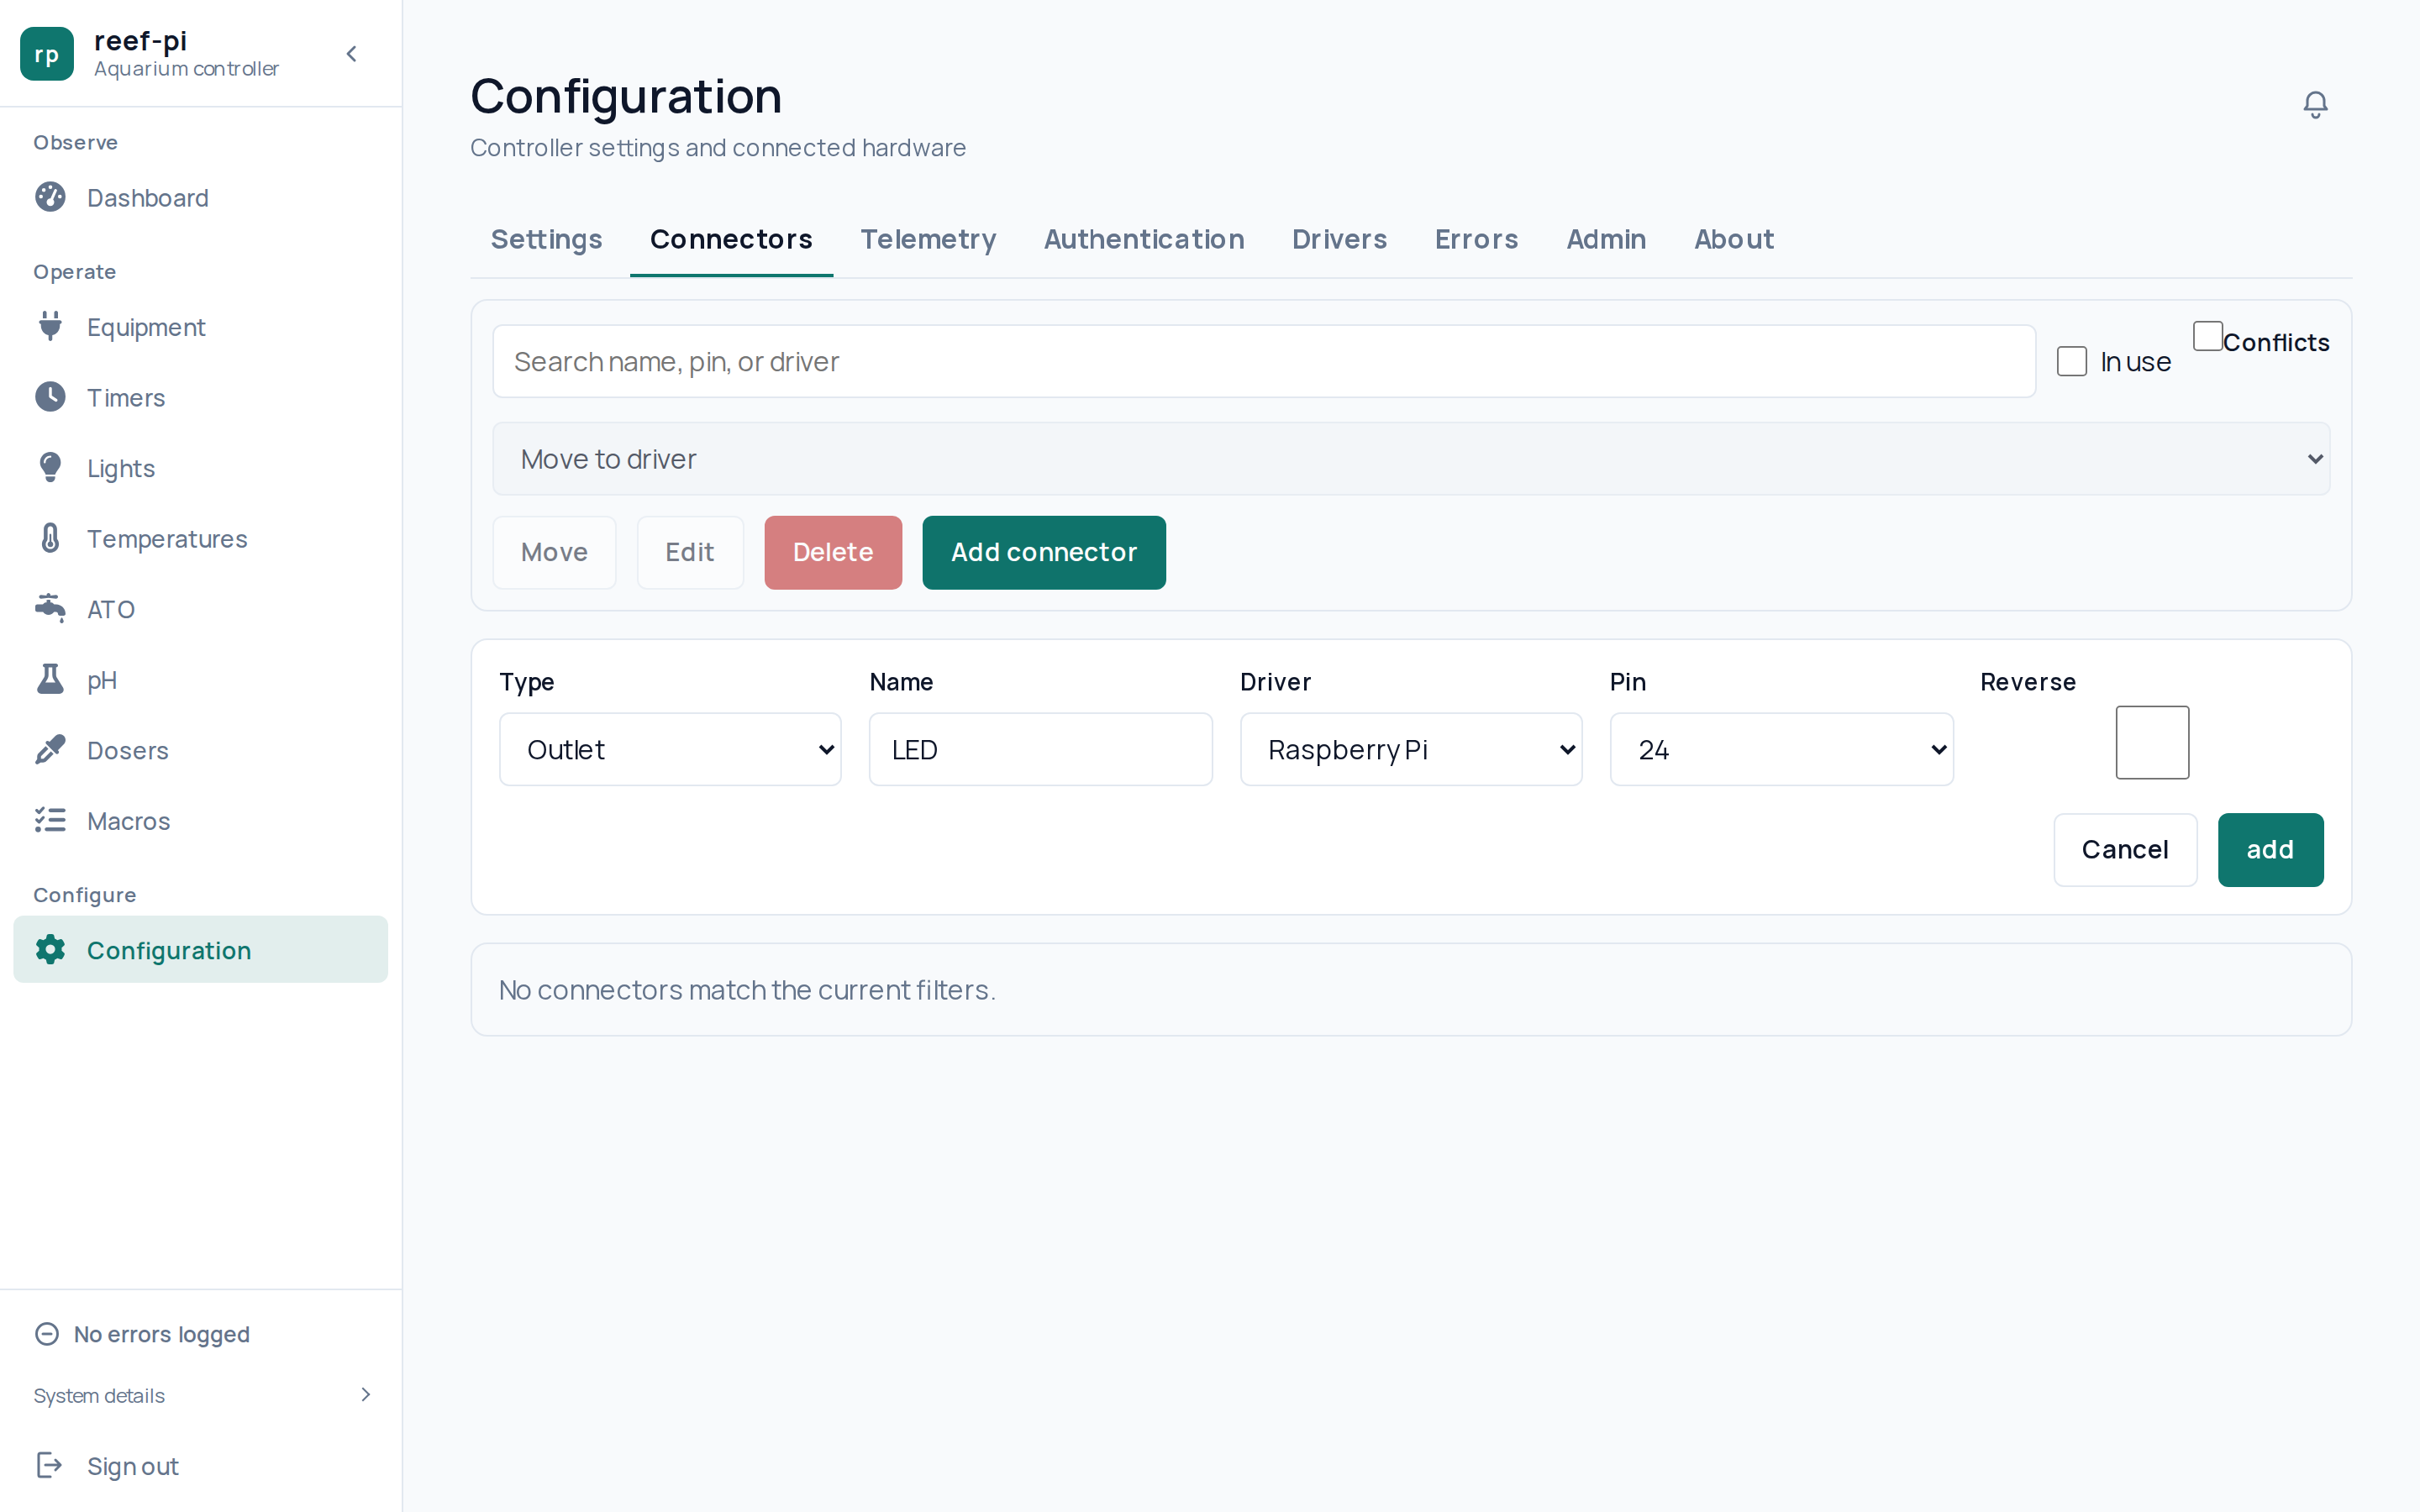 rp
reef-pi
Aquarium controller
Observe
Dashboard
Operate
Equipment
Timers
Lights
Temperatures
ATO
pH
Dosers
Macros
Configure
Configuration
No errors logged
System details
Sign out
Configuration
Controller settings and connected hardware
Settings Connectors Telemetry Authentication Drivers Errors Admin About
Search name, pin, or driver In use Conflicts
Move to driver
Move Edit Delete Add connector
Type Name Driver Pin Reverse
Outlet LED Raspberry Pi 24
Cancel add
No connectors match the current filters.